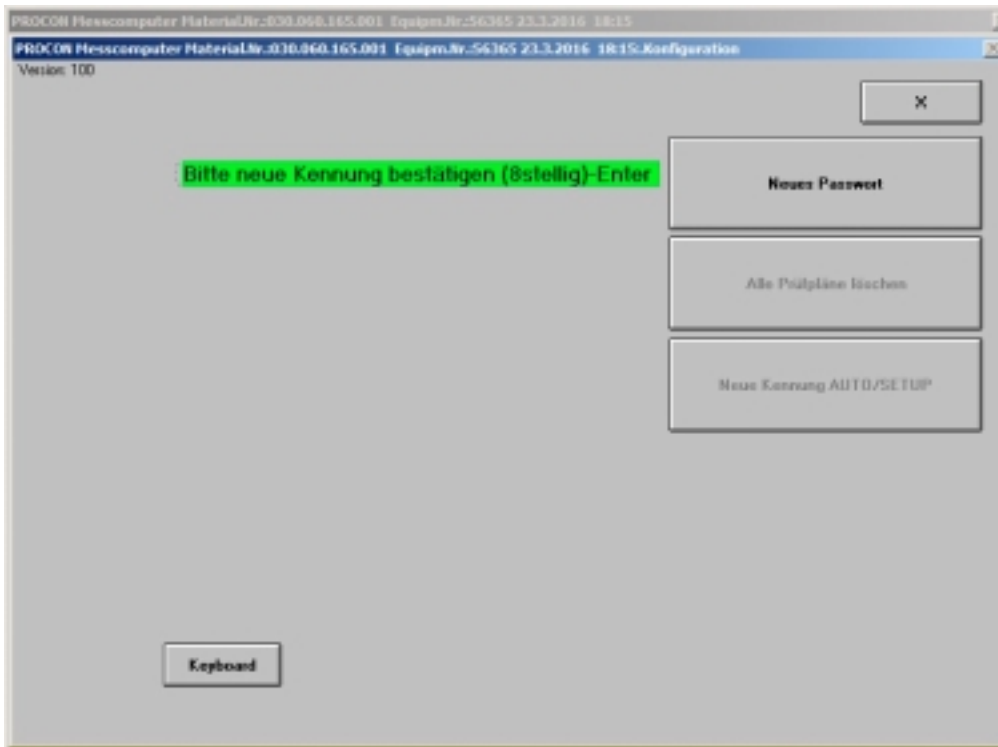 PROCON Messcomputer Material.Nr.:030.060.165.001 Equipm.Nr.:56365 23.3.2016 18:15
PROCON Messcomputer Material.Nr.:030.060.165.001 Equipm.Nr.:56365 23.3.2016 18:15:.Konfiguration
Version: 100
X
Bitte neue Kennung bestätigen (8stellig)-Enter
Neues Passwort
Alle Prüfpläne löschen
Neue Kennung AUTO/SETUP
Keyboard